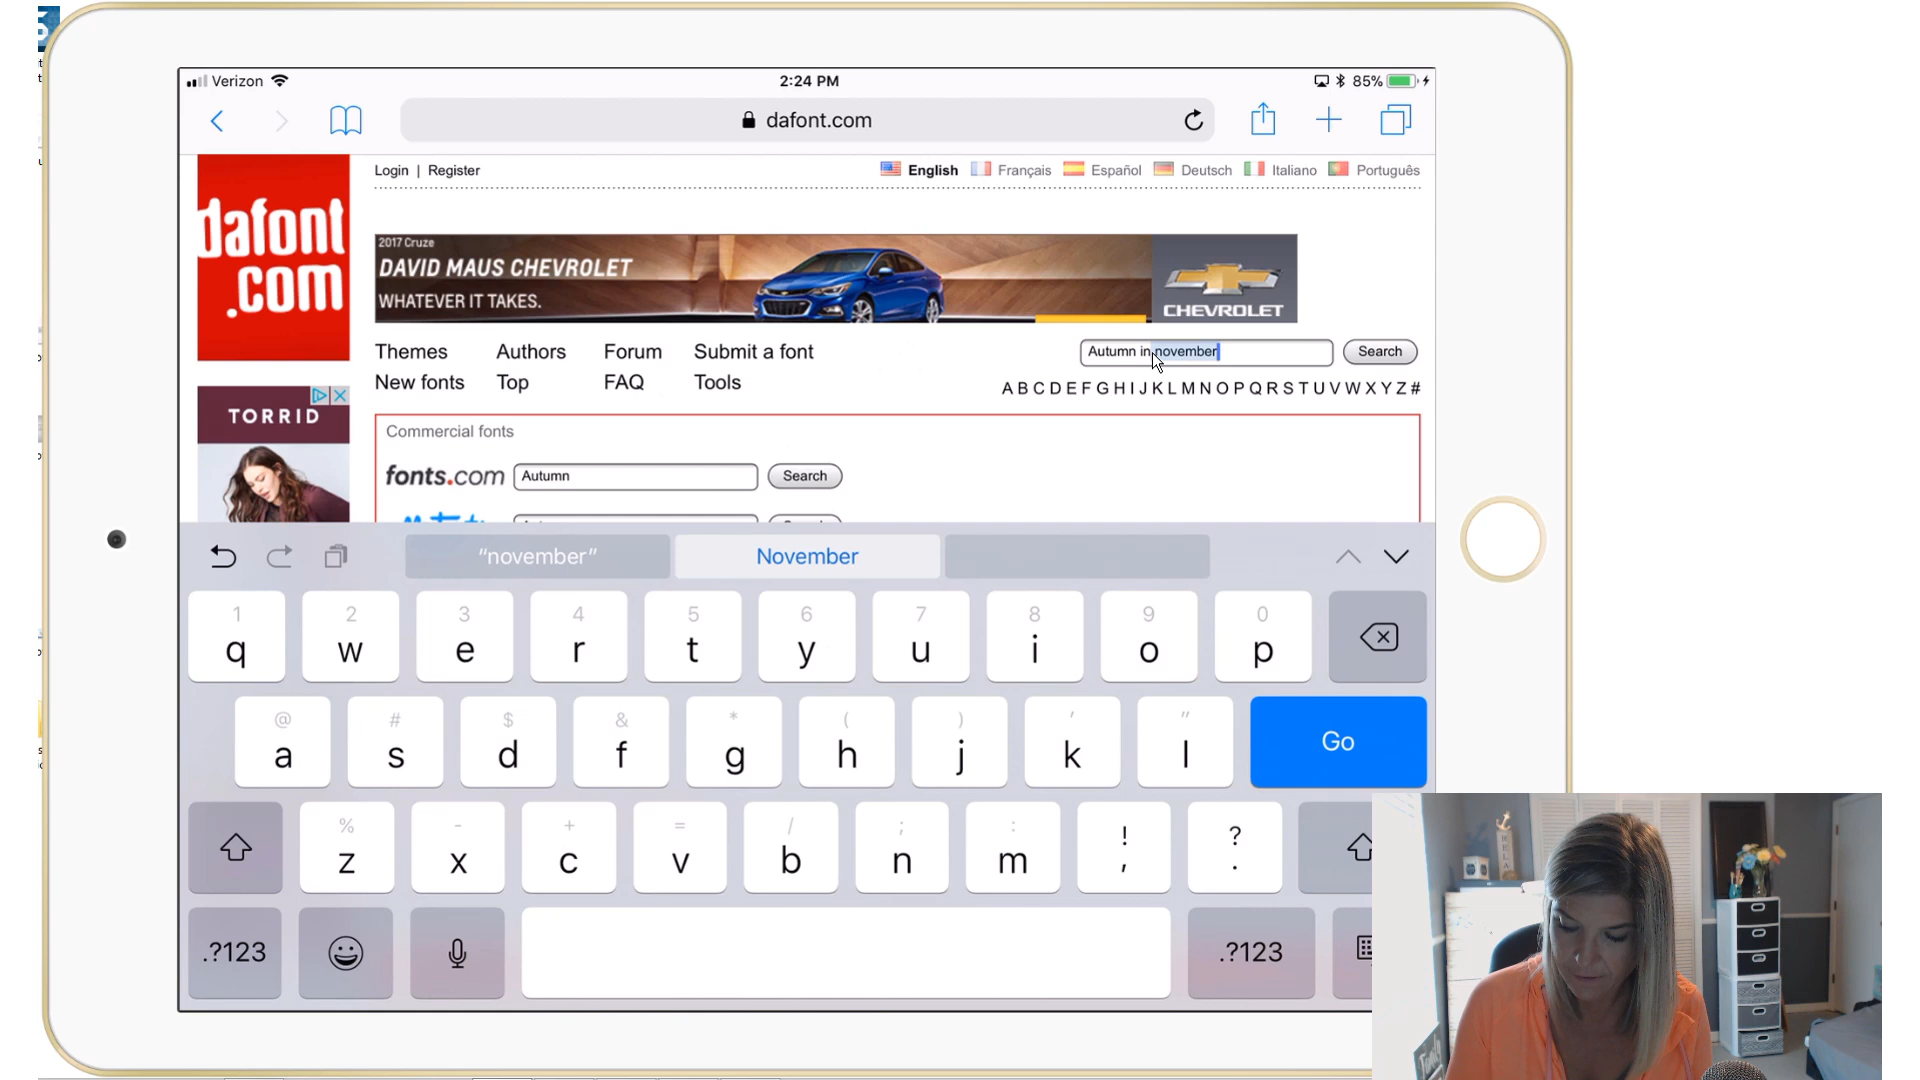 Verizon 2:24 PM 85%
dafont.com
Login | Register English Français Español Deutsch Italiano Português
dafont
.com
2017 Cruze
DAVID MAUS CHEVROLET
WHATEVER IT TAKES.
CHEVROLET
Themes Authors Forum Submit a font
Autumn in november Search
New fonts Top FAQ Tools
A B C D E F G H I J K L M N O P Q R S T U V W X Y Z #
TORRID
Commercial fonts
fonts.com Autumn Search
“november” November
1 2 3 4 5 6 7 8 9 0
q w e r t y u i o p
@ # $ & * ( ) ' "
a s d f g h j k l Go
% - + = / ; : ! ?
z x c v b n m , .
.?123 .?123
RELA
Family